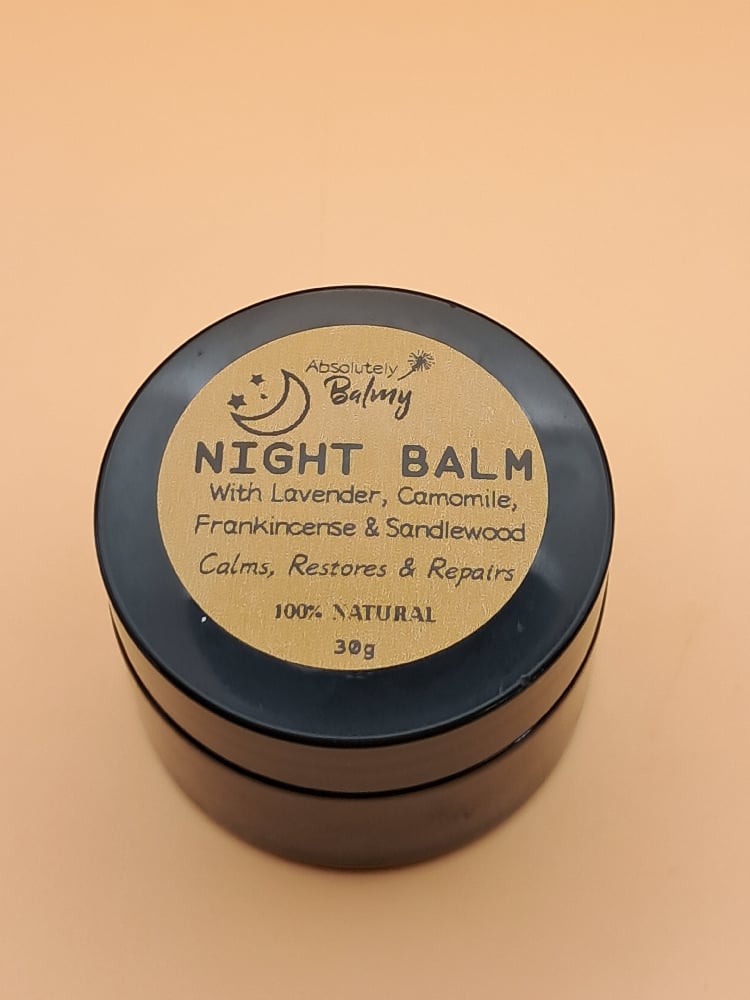 Absolutely
Balmy
NIGHT BALM
With Lavender, Camomile,
Frankincense & Sandlewood
Calms, Restores & Repairs
100% NATURAL
30g